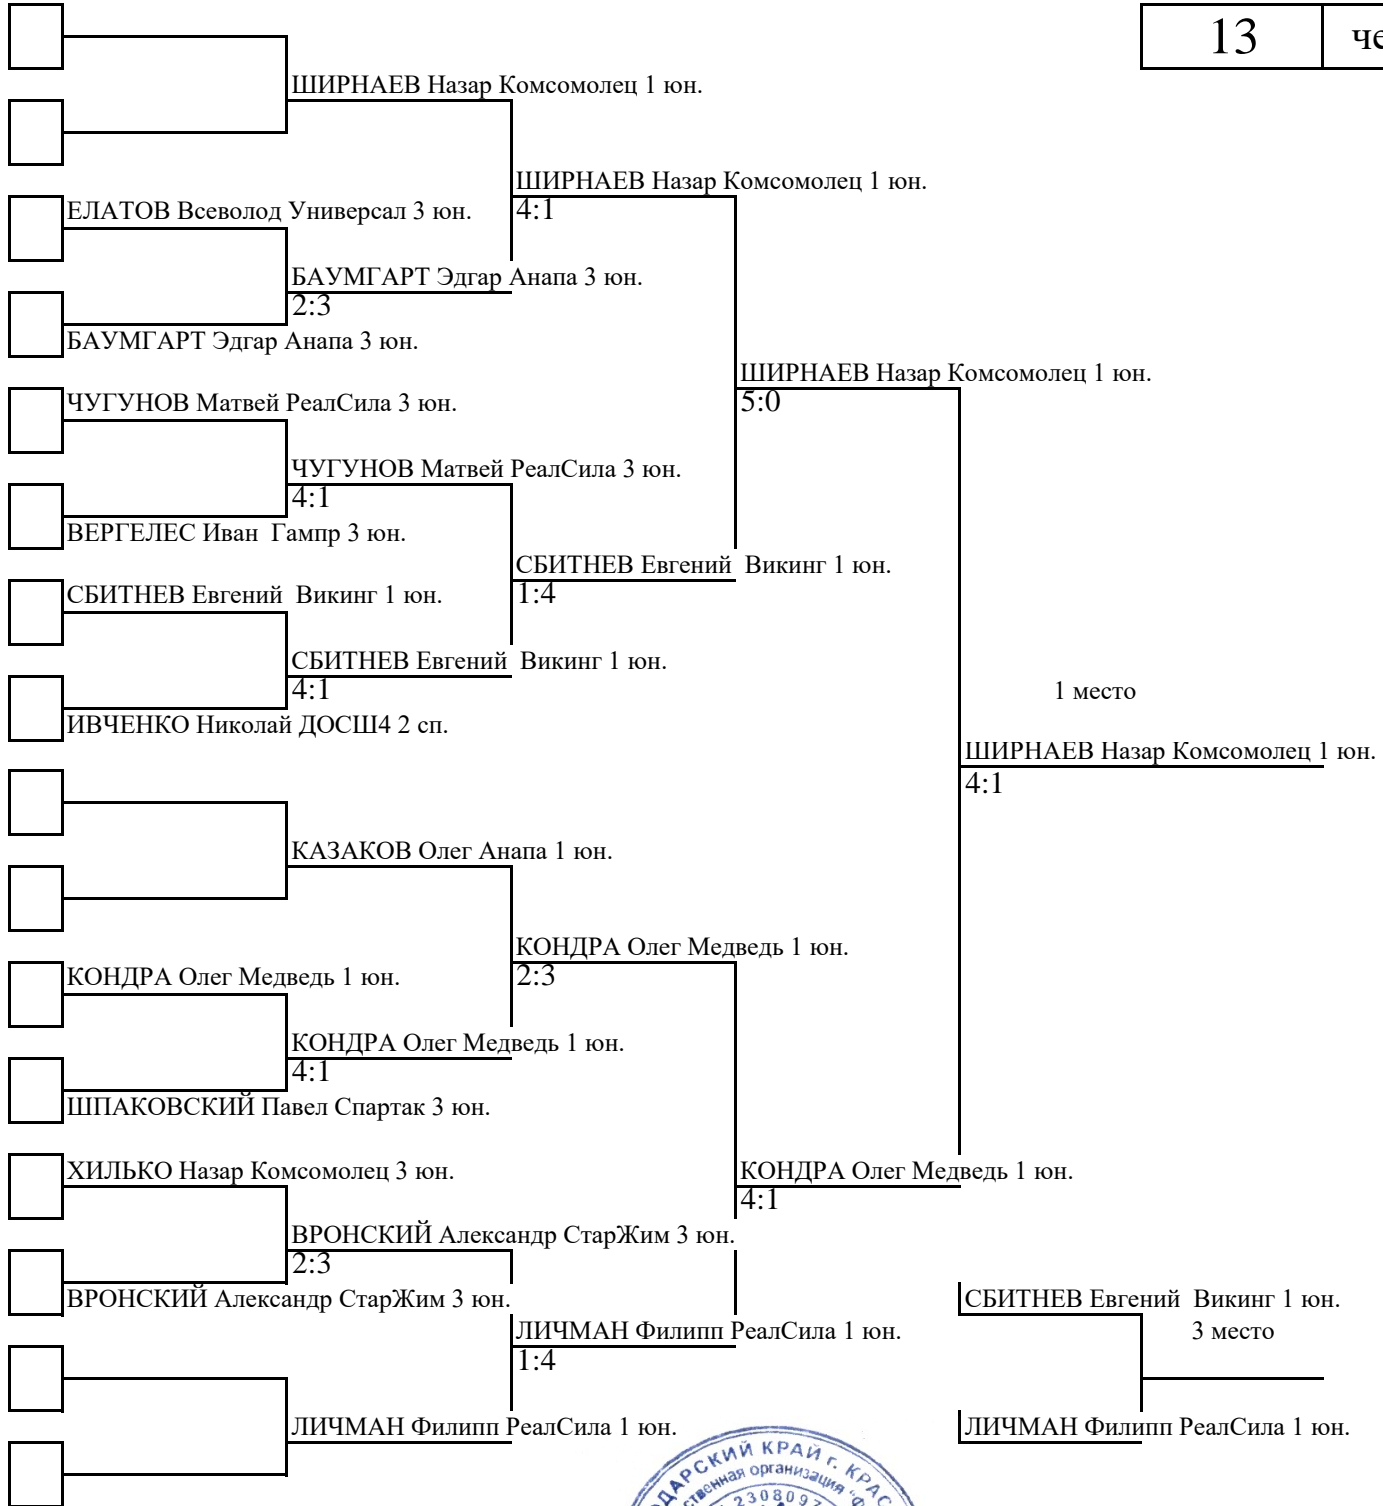 13
че
ШИРНАЕВ Назар Комсомолец 1 юн.
ШИРНАЕВ Назар Комсомолец 1 юн.
4:1
ЕЛАТОВ Всеволод Универсал 3 юн.
БАУМГАРТ Эдгар Анапа 3 юн.
2:3
БАУМГАРТ Эдгар Анапа 3 юн.
ШИРНАЕВ Назар Комсомолец 1 юн.
5:0
ЧУГУНОВ Матвей РеалСила 3 юн.
ЧУГУНОВ Матвей РеалСила 3 юн.
4:1
ВЕРГЕЛЕС Иван  Гампр 3 юн.
СБИТНЕВ Евгений  Викинг 1 юн.
1:4
СБИТНЕВ Евгений  Викинг 1 юн.
СБИТНЕВ Евгений  Викинг 1 юн.
4:1
ИВЧЕНКО Николай ДОСШ4 2 сп.
1 место
ШИРНАЕВ Назар Комсомолец 1 юн.
4:1
КАЗАКОВ Олег Анапа 1 юн.
КОНДРА Олег Медведь 1 юн.
2:3
КОНДРА Олег Медведь 1 юн.
КОНДРА Олег Медведь 1 юн.
4:1
ШПАКОВСКИЙ Павел Спартак 3 юн.
ХИЛЬКО Назар Комсомолец 3 юн.
КОНДРА Олег Медведь 1 юн.
4:1
ВРОНСКИЙ Александр СтарЖим 3 юн.
2:3
ВРОНСКИЙ Александр СтарЖим 3 юн.
СБИТНЕВ Евгений  Викинг 1 юн.
ЛИЧМАН Филипп РеалСила 1 юн.
1:4
3 место
ЛИЧМАН Филипп РеалСила 1 юн.
ЛИЧМАН Филипп РеалСила 1 юн.
ДАРСКИЙ КРАЙ г. КРАС
ственная организация
230809